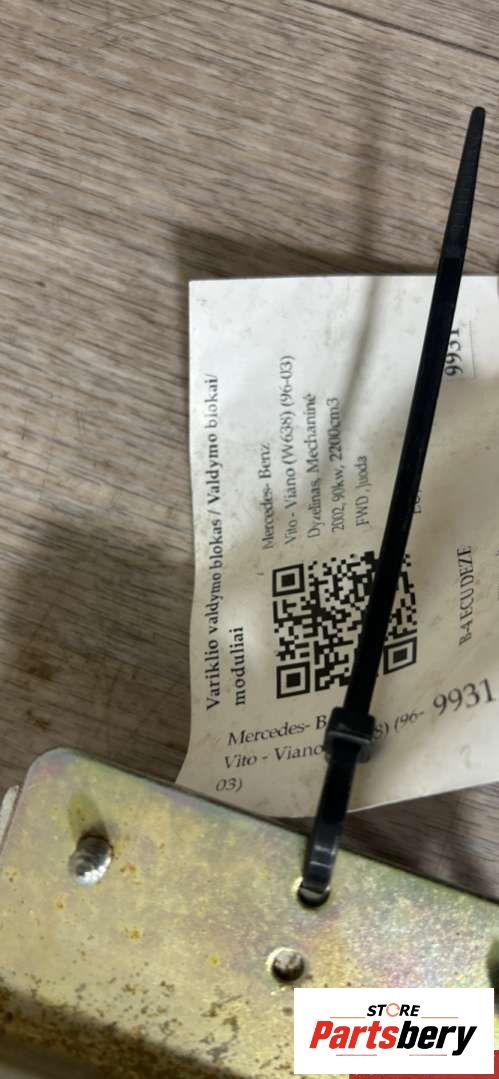 Variklio valdymo blokas / Valdymo blokai/
moduliai
Mercedes- Benz
Vito - Viano (W638) (96-03)
Dyzelinas, Mechaninė
2002, 90kw, 2200cm3
FWD , Juoda
9931
B-4 ECU DEZE
Mercedes- B 8) (96- 9931
Vito - Viano
03)
STORE
Partsbery